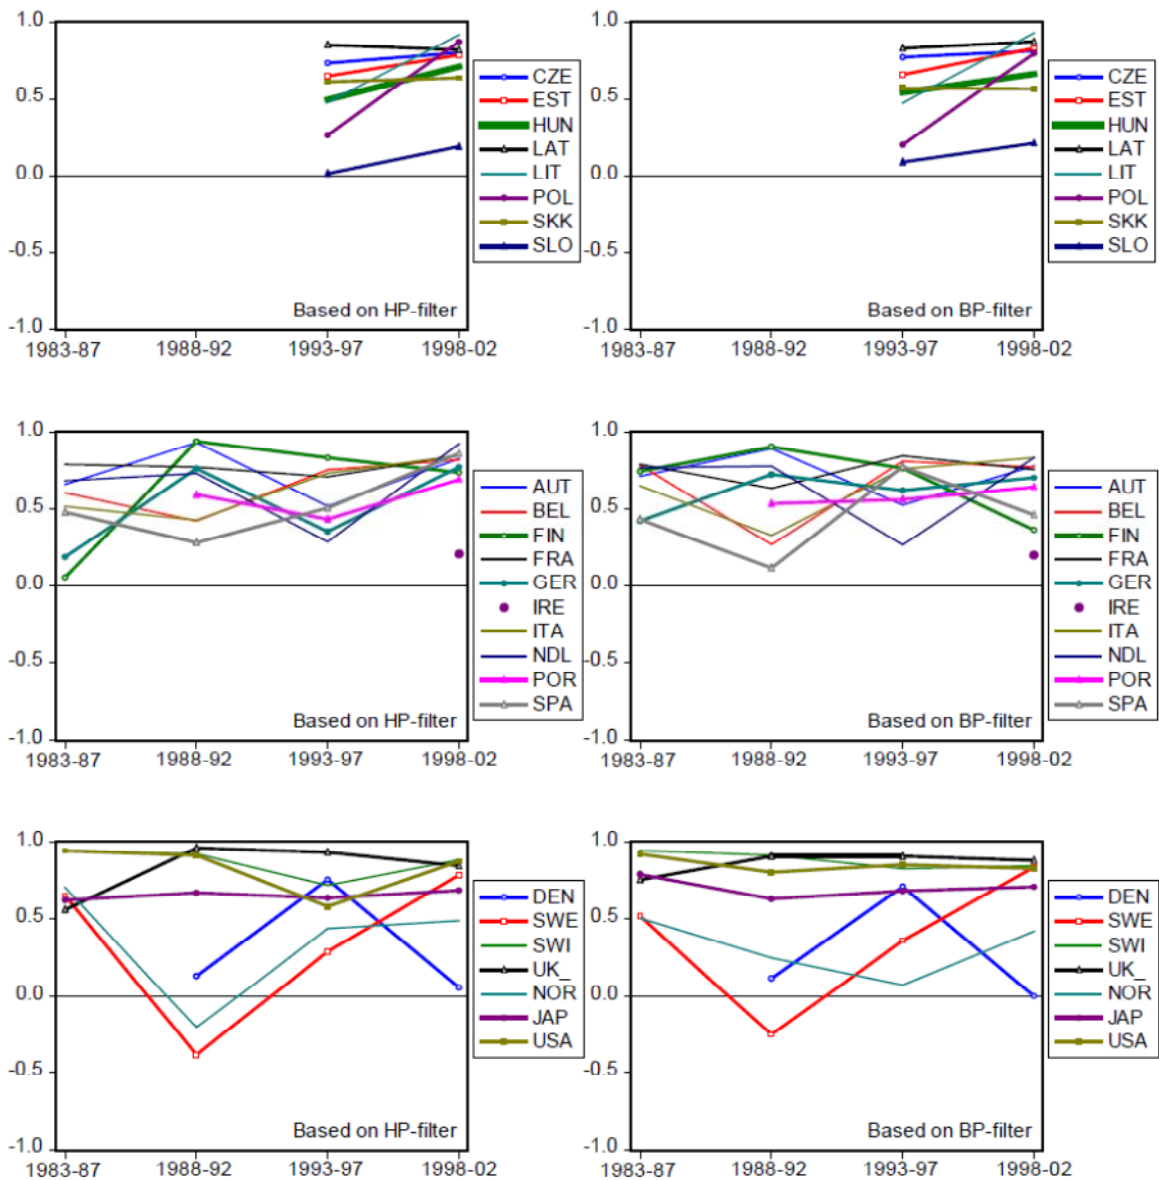 1.0
0.5
0.0
-0.5
-1.0
1983-87 1988-92 1993-97 1998-02
CZE
EST
HUN
LAT
LIT
POL
SKK
SLO
Based on HP-filter
1.0
0.5
0.0
-0.5
-1.0
1983-87 1988-92 1993-97 1998-02
CZE
EST
HUN
LAT
LIT
POL
SKK
SLO
Based on BP-filter
1.0
0.5
0.0
-0.5
-1.0
1983-87 1988-92 1993-97 1998-02
AUT
BEL
FIN
FRA
GER
IRE
ITA
NDL
POR
SPA
Based on HP-filter
1.0
0.5
0.0
-0.5
-1.0
1983-87 1988-92 1993-97 1998-02
AUT
BEL
FIN
FRA
GER
IRE
ITA
NDL
POR
SPA
Based on BP-filter
1.0
0.5
0.0
-0.5
-1.0
1983-87 1988-92 1993-97 1998-02
DEN
SWE
SWI
UK_
NOR
JAP
USA
Based on HP-filter
1.0
0.5
0.0
-0.5
-1.0
1983-87 1988-92 1993-97 1998-02
DEN
SWE
SWI
UK_
NOR
JAP
USA
Based on BP-filter